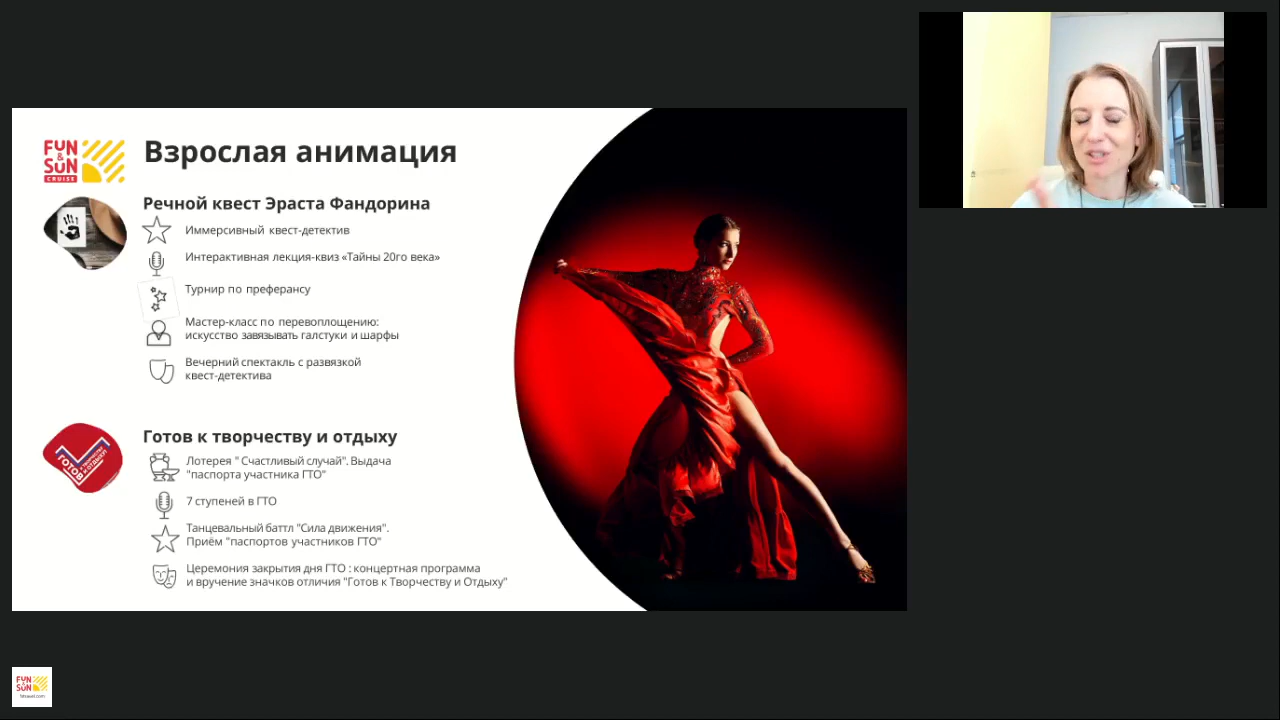 FUN
&
SUN
CRUISE
Взрослая анимация
Речной квест Эраста Фандорина
Иммерсивный квест-детектив
Интерактивная лекция-квиз «Тайны 20го века»
Турнир по преферансу
Мастер-класс по перевоплощению:
искусство завязывать галстуки и шарфы
Вечерний спектакль с развязкой
квест-детектива
Готов к творчеству и отдыху
ГОТОВ
к творчеству
и отдыху!
Лотерея " Счастливый случай". Выдача
"паспорта участника ГТО"
7 ступеней в ГТО
Танцевальный баттл "Сила движения".
Приём "паспортов участников ГТО"
Церемония закрытия дня ГТО : концертная программа
и вручение значков отличия "Готов к Творчеству и Отдыху"
FUN
&
SUN